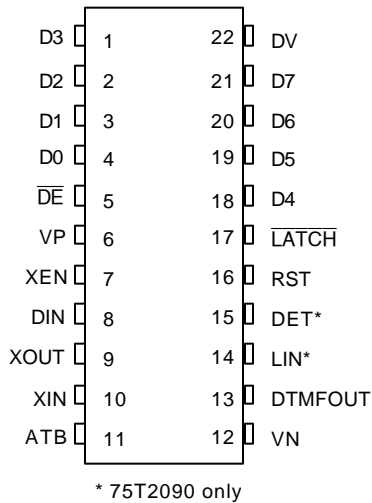 D3 1 22 DV
D2 2 21 D7
D1 3 20 D6
D0 4 19 D5
D̅E̅ 5 18 D4
VP 6 17 L̅A̅T̅C̅H̅
XEN 7 16 RST
DIN 8 15 DET*
XOUT 9 14 LIN*
XIN 10 13 DTMFOUT
ATB 11 12 VN
* 75T2090 only